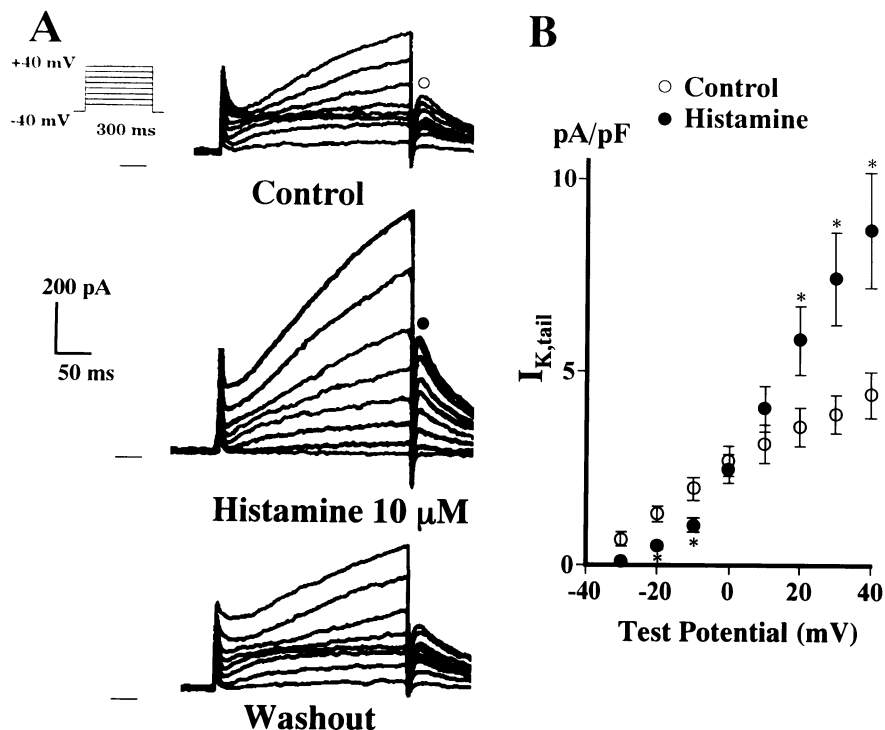 A
+40 mV
-40 mV
300 ms
Control
200 pA
50 ms
Histamine 10 µM
Washout
B
Control
Histamine
pA/pF
10
5
0
I K,tail
* * * * *
-40 -20 0 20 40
Test Potential (mV)